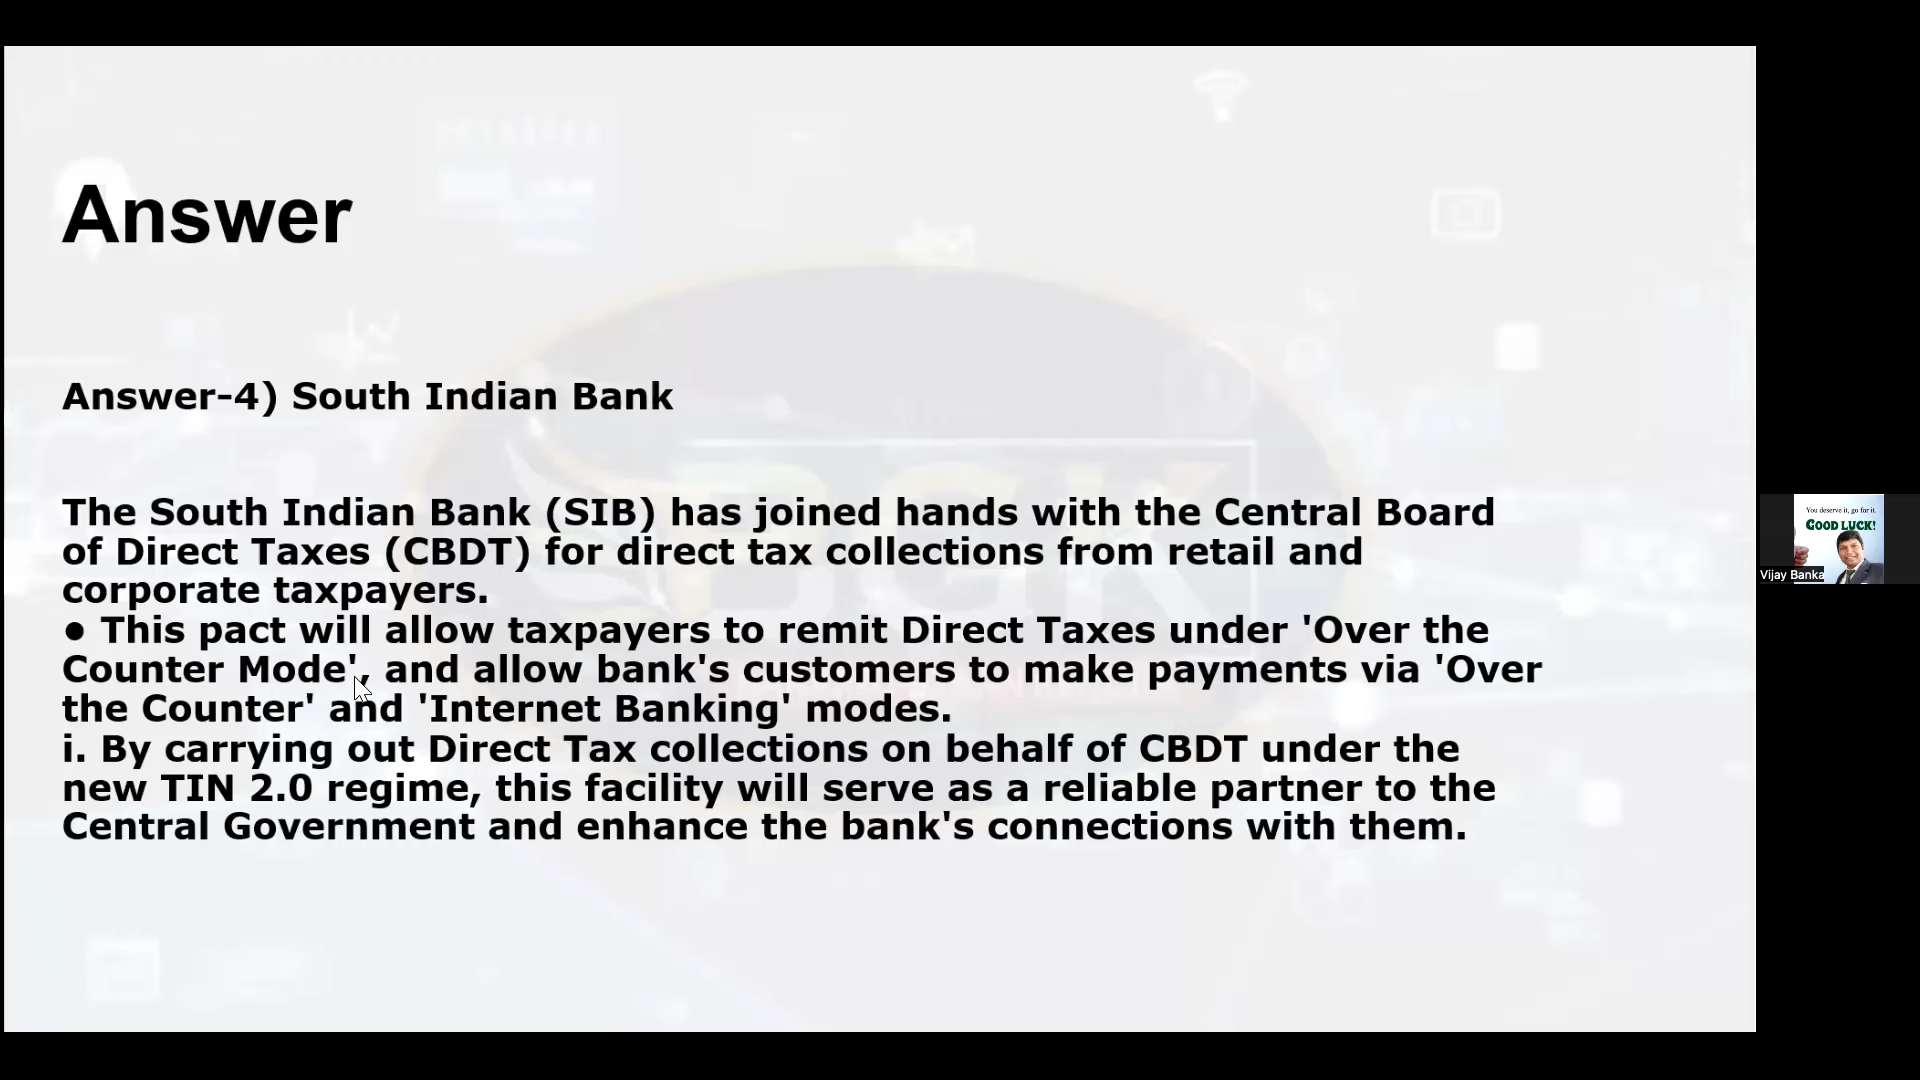 Answer
Answer-4) South Indian Bank
The South Indian Bank (SIB) has joined hands with the Central Board
of Direct Taxes (CBDT) for direct tax collections from retail and
corporate taxpayers.
● This pact will allow taxpayers to remit Direct Taxes under 'Over the
Counter Mode', and allow bank's customers to make payments via 'Over
the Counter' and 'Internet Banking' modes.
i. By carrying out Direct Tax collections on behalf of CBDT under the
new TIN 2.0 regime, this facility will serve as a reliable partner to the
Central Government and enhance the bank's connections with them.
You deserve it, go for it.
GOOD LUCK!
Vijay Banka
BGK